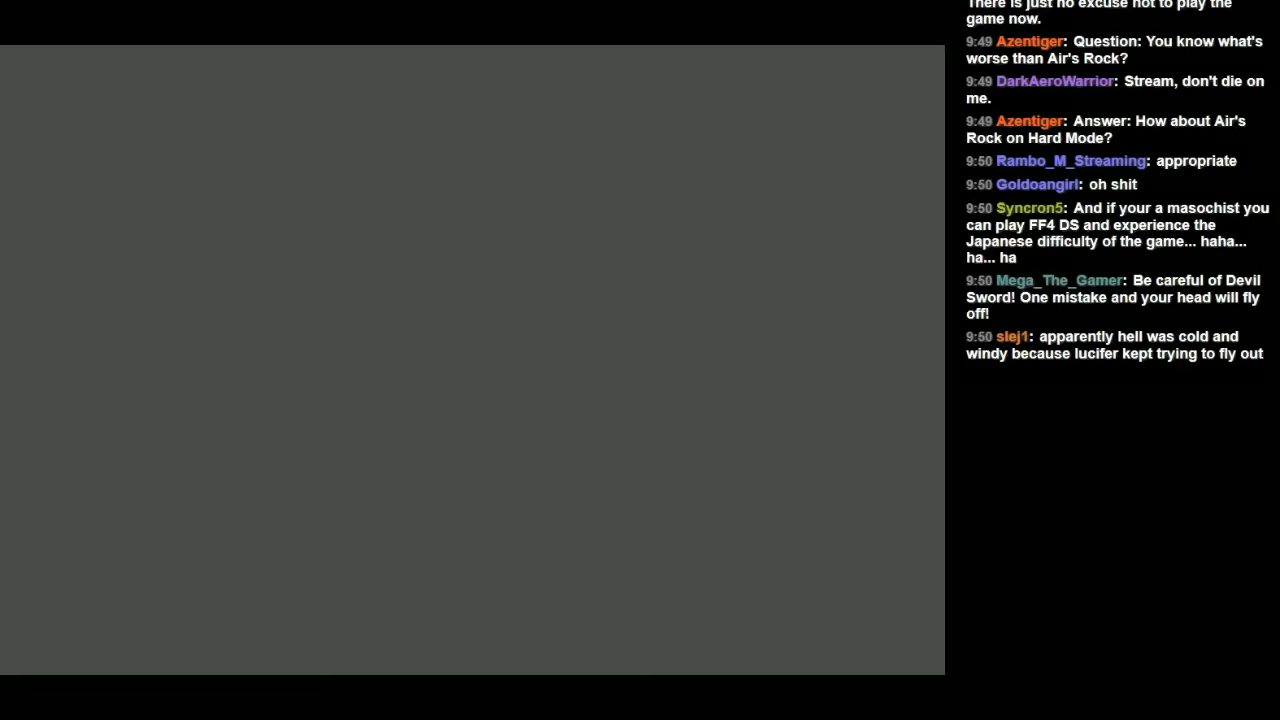 There is just no excuse not to play the
game now.
9:49 Azentiger: Question: You know what's
worse than Air's Rock?
9:49 DarkAeroWarrior: Stream, don't die on
me.
9:49 Azentiger: Answer: How about Air's
Rock on Hard Mode?
9:50 Rambo_M_Streaming: appropriate
9:50 Goldoangirl: oh shit
9:50 Syncron5: And if your a masochist you
can play FF4 DS and experience the
Japanese difficulty of the game... haha...
ha... ha
9:50 Mega_The_Gamer: Be careful of Devil
Sword! One mistake and your head will fly
off!
9:50 slej1: apparently hell was cold and
windy because lucifer kept trying to fly out